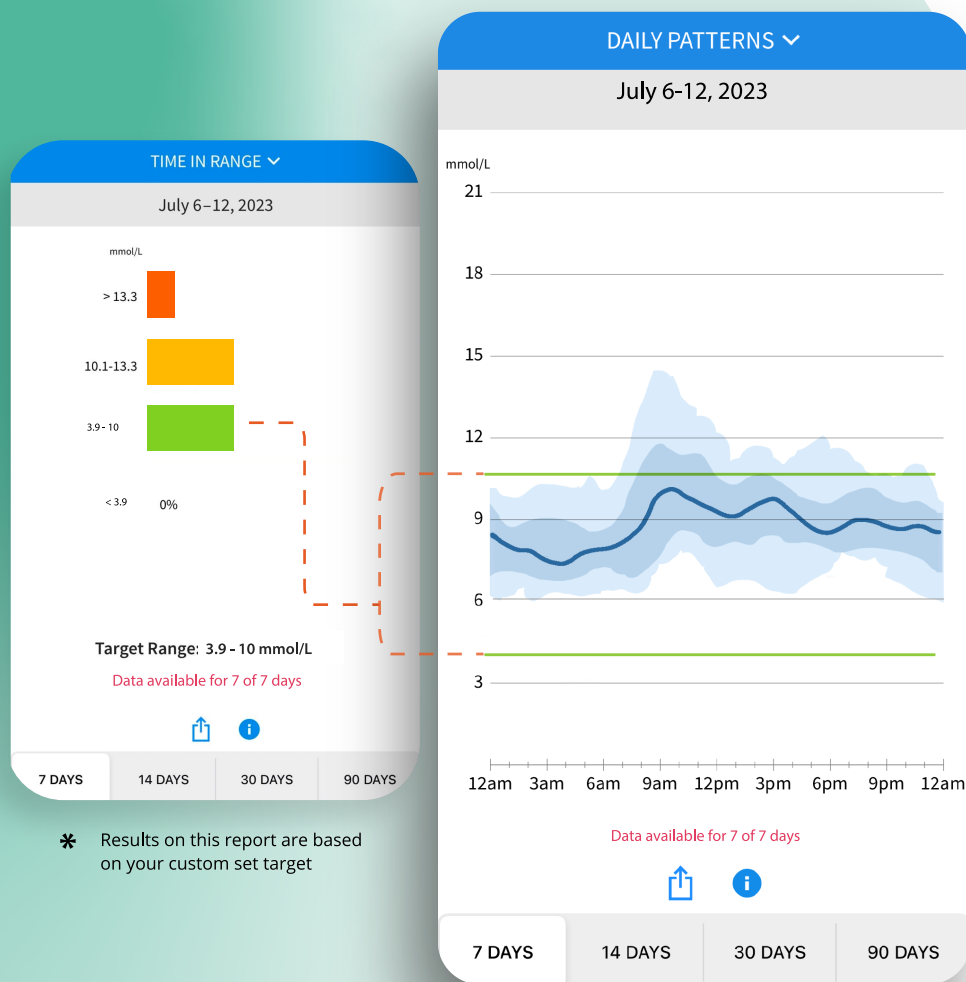 TIME IN RANGE
July 6–12, 2023
mmol/L
> 13.3
10.1-13.3
3.9 - 10
< 3.9 0%
Target Range: 3.9 - 10 mmol/L
Data available for 7 of 7 days
7 DAYS 14 DAYS 30 DAYS 90 DAYS
* Results on this report are based
on your custom set target
DAILY PATTERNS
July 6-12, 2023
mmol/L
21
18
15
12
9
6
3
12am 3am 6am 9am 12pm 3pm 6pm 9pm 12am
Data available for 7 of 7 days
7 DAYS 14 DAYS 30 DAYS 90 DAYS